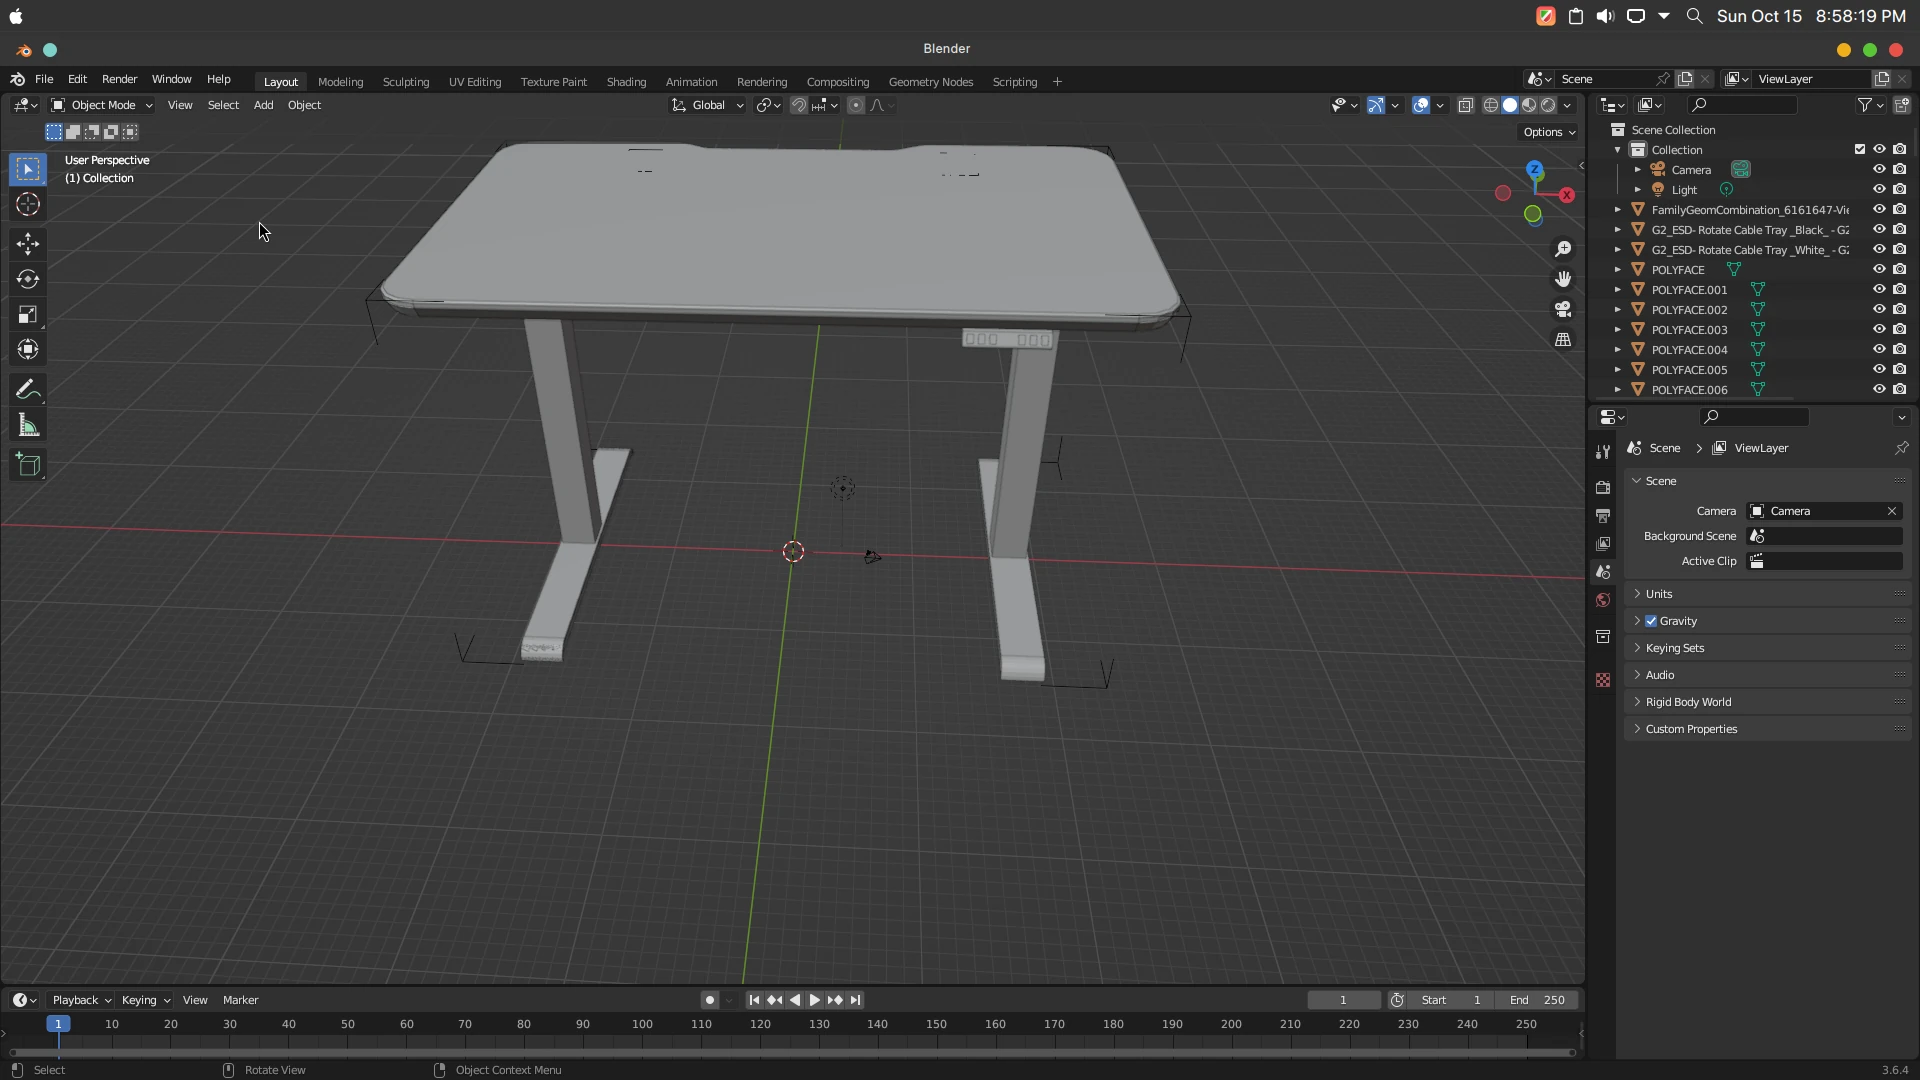 Sun Oct 15 8:58:19 PM
Blender
File Edit Render Window Help Layout Modeling Sculpting UV Editing Texture Paint Shading Animation Rendering Compositing Geometry Nodes Scripting + Scene ViewLayer
Object Mode View Select Add Object Global
Options
User Perspective
(1) Collection
Z
X
Scene Collection
Collection
Camera
Light
FamilyGeomCombination_6161647-Vie
G2_ESD- Rotate Cable Tray _Black_ - G2
G2_ESD- Rotate Cable Tray _White_ - G2
POLYFACE
POLYFACE.001
POLYFACE.002
POLYFACE.003
POLYFACE.004
POLYFACE.005
POLYFACE.006
Scene > ViewLayer
Scene
Camera Camera
Background Scene
Active Clip
Units
Gravity
Keying Sets
Audio
Rigid Body World
Custom Properties
Playback Keying View Marker 1 Start 1 End 250
1 10 20 30 40 50 60 70 80 90 100 110 120 130 140 150 160 170 180 190 200 210 220 230 240 250
Select Rotate View Object Context Menu 3.6.4